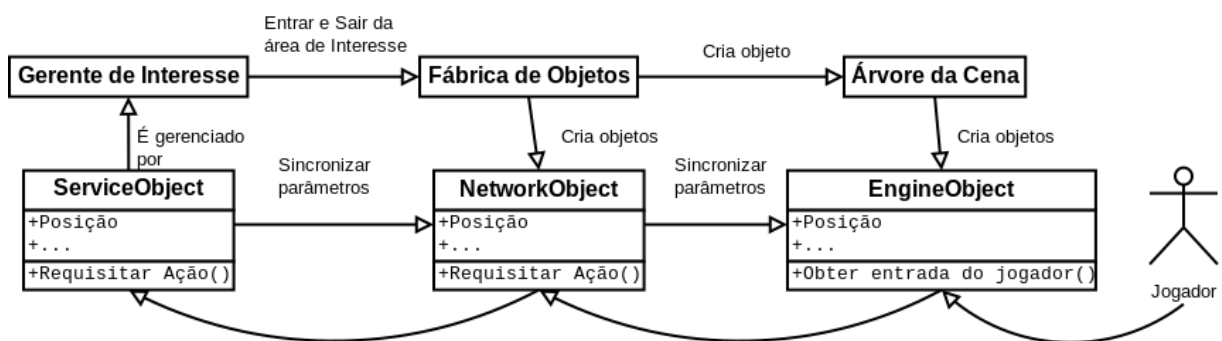 Entrar e Sair da
área de Interesse
Cria objeto
Gerente de Interesse
Fábrica de Objetos
Árvore da Cena
É gerenciado
por
Cria objetos
Cria objetos
Sincronizar
parâmetros
Sincronizar
parâmetros
ServiceObject
+Posição
+...
+Requisitar Ação()
NetworkObject
+Posição
+...
+Requisitar Ação()
EngineObject
+Posição
+...
+Obter entrada do jogador()
Jogador